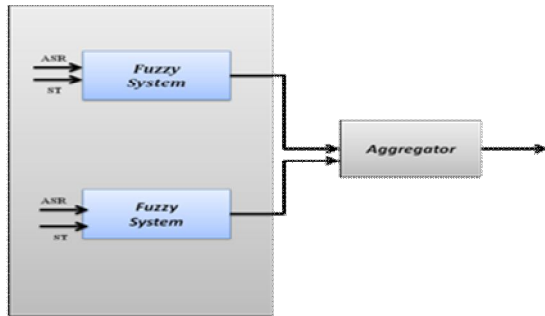 ASR
Fuzzy
System
ST
Aggregator
ASR
Fuzzy
System
ST